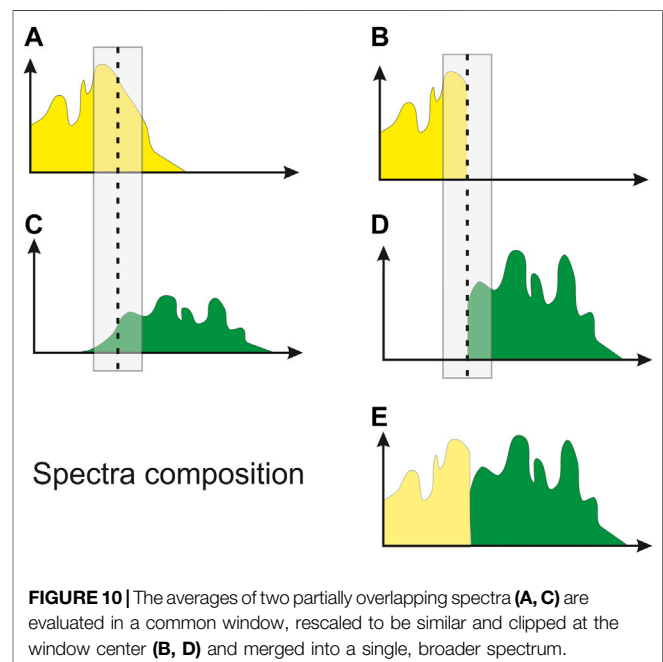 A
B
C
D
E
Spectra composition
FIGURE 10 | The averages of two partially overlapping spectra (A, C) are
evaluated in a common window, rescaled to be similar and clipped at the
window center (B, D) and merged into a single, broader spectrum.